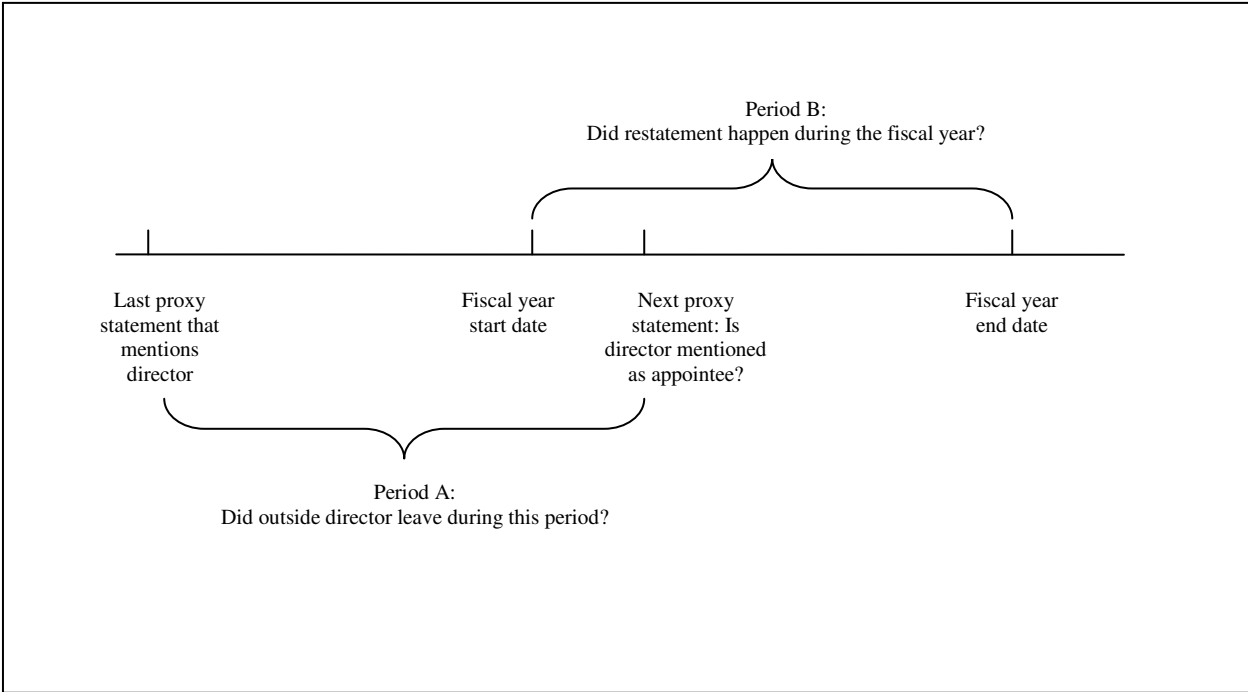 Period B:
Did restatement happen during the fiscal year?
Last proxy
statement that
mentions
director
Fiscal year
start date
Next proxy
statement: Is
director mentioned
as appointee?
Fiscal year
end date
Period A:
Did outside director leave during this period?